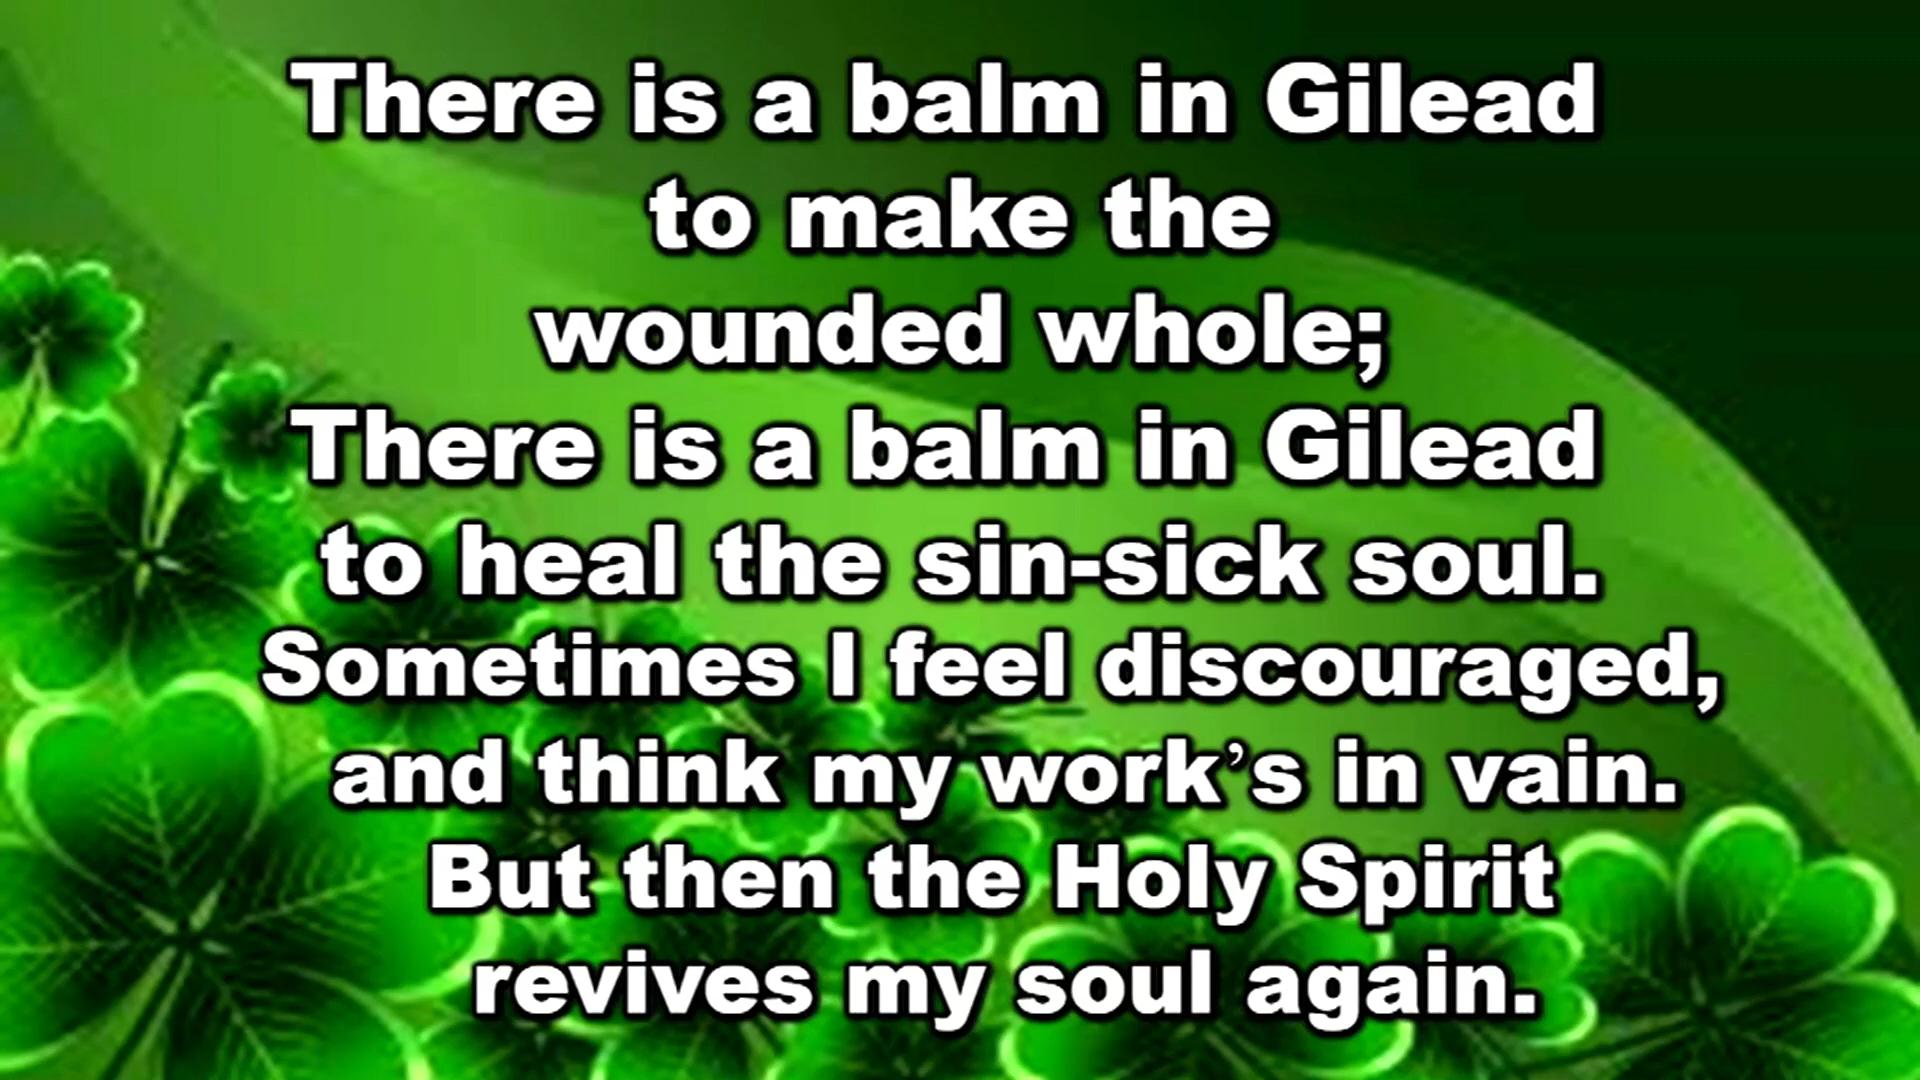 There is a balm in Gilead
to make the
wounded whole;
There is a balm in Gilead
to heal the sin-sick soul.
Sometimes I feel discouraged,
and think my work’s in vain.
But then the Holy Spirit
revives my soul again.